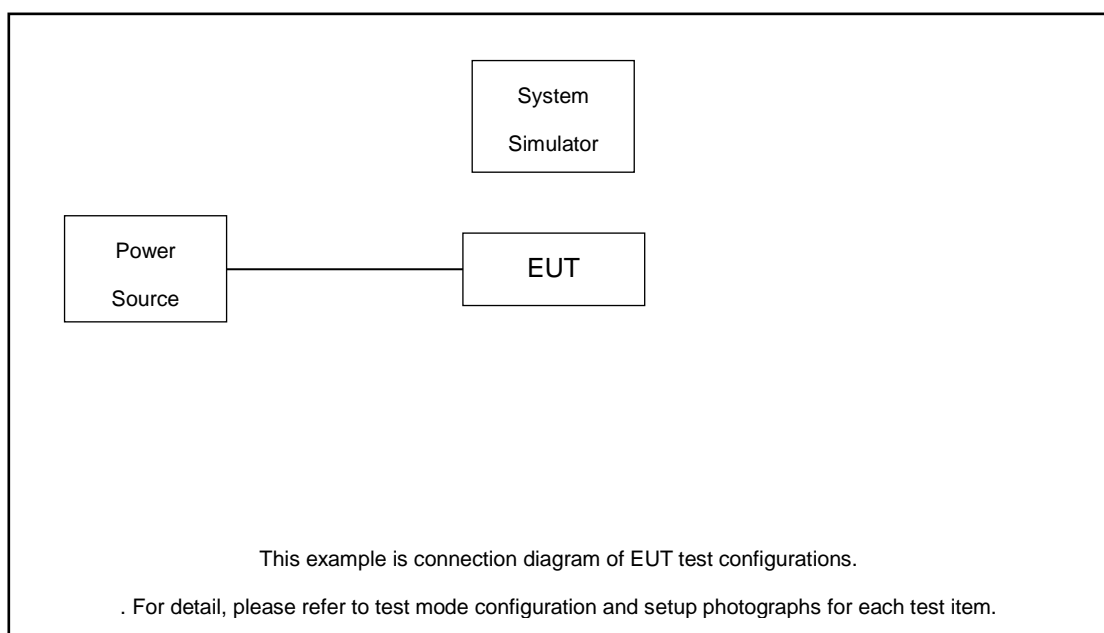 System
Simulator
Power
Source
EUT
This example is connection diagram of EUT test configurations.
. For detail, please refer to test mode configuration and setup photographs for each test item.